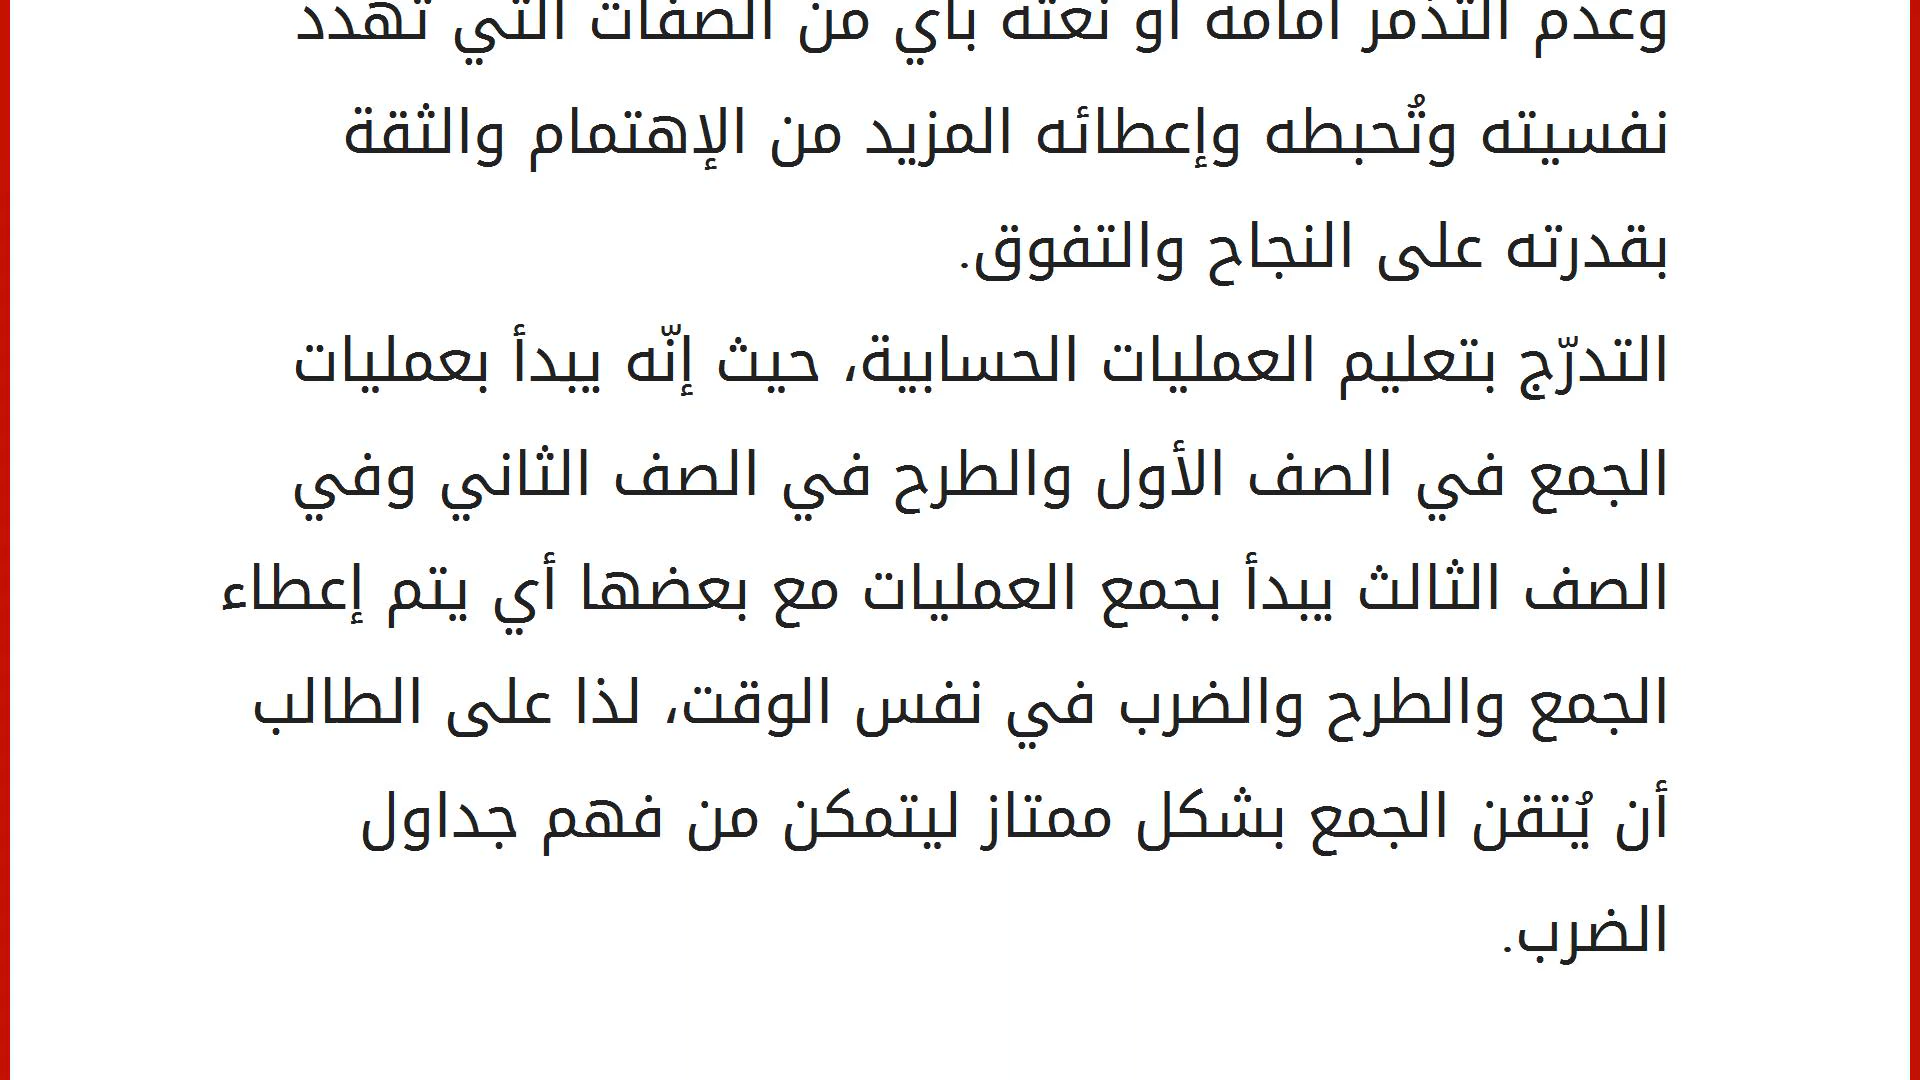 وعدم التذمر أمامه أو نعته بأي من الصفات التي تهدد
نفسيته وتُحبطه وإعطائه المزيد من الإهتمام والثقة
بقدرته على النجاح والتفوق.
التدرّج بتعليم العمليات الحسابية، حيث إنّه يبدأ بعمليات
الجمع في الصف الأول والطرح في الصف الثاني وفي
الصف الثالث يبدأ بجمع العمليات مع بعضها أي يتم إعطاء
الجمع والطرح والضرب في نفس الوقت، لذا على الطالب
أن يُتقن الجمع بشكل ممتاز ليتمكن من فهم جداول
الضرب.